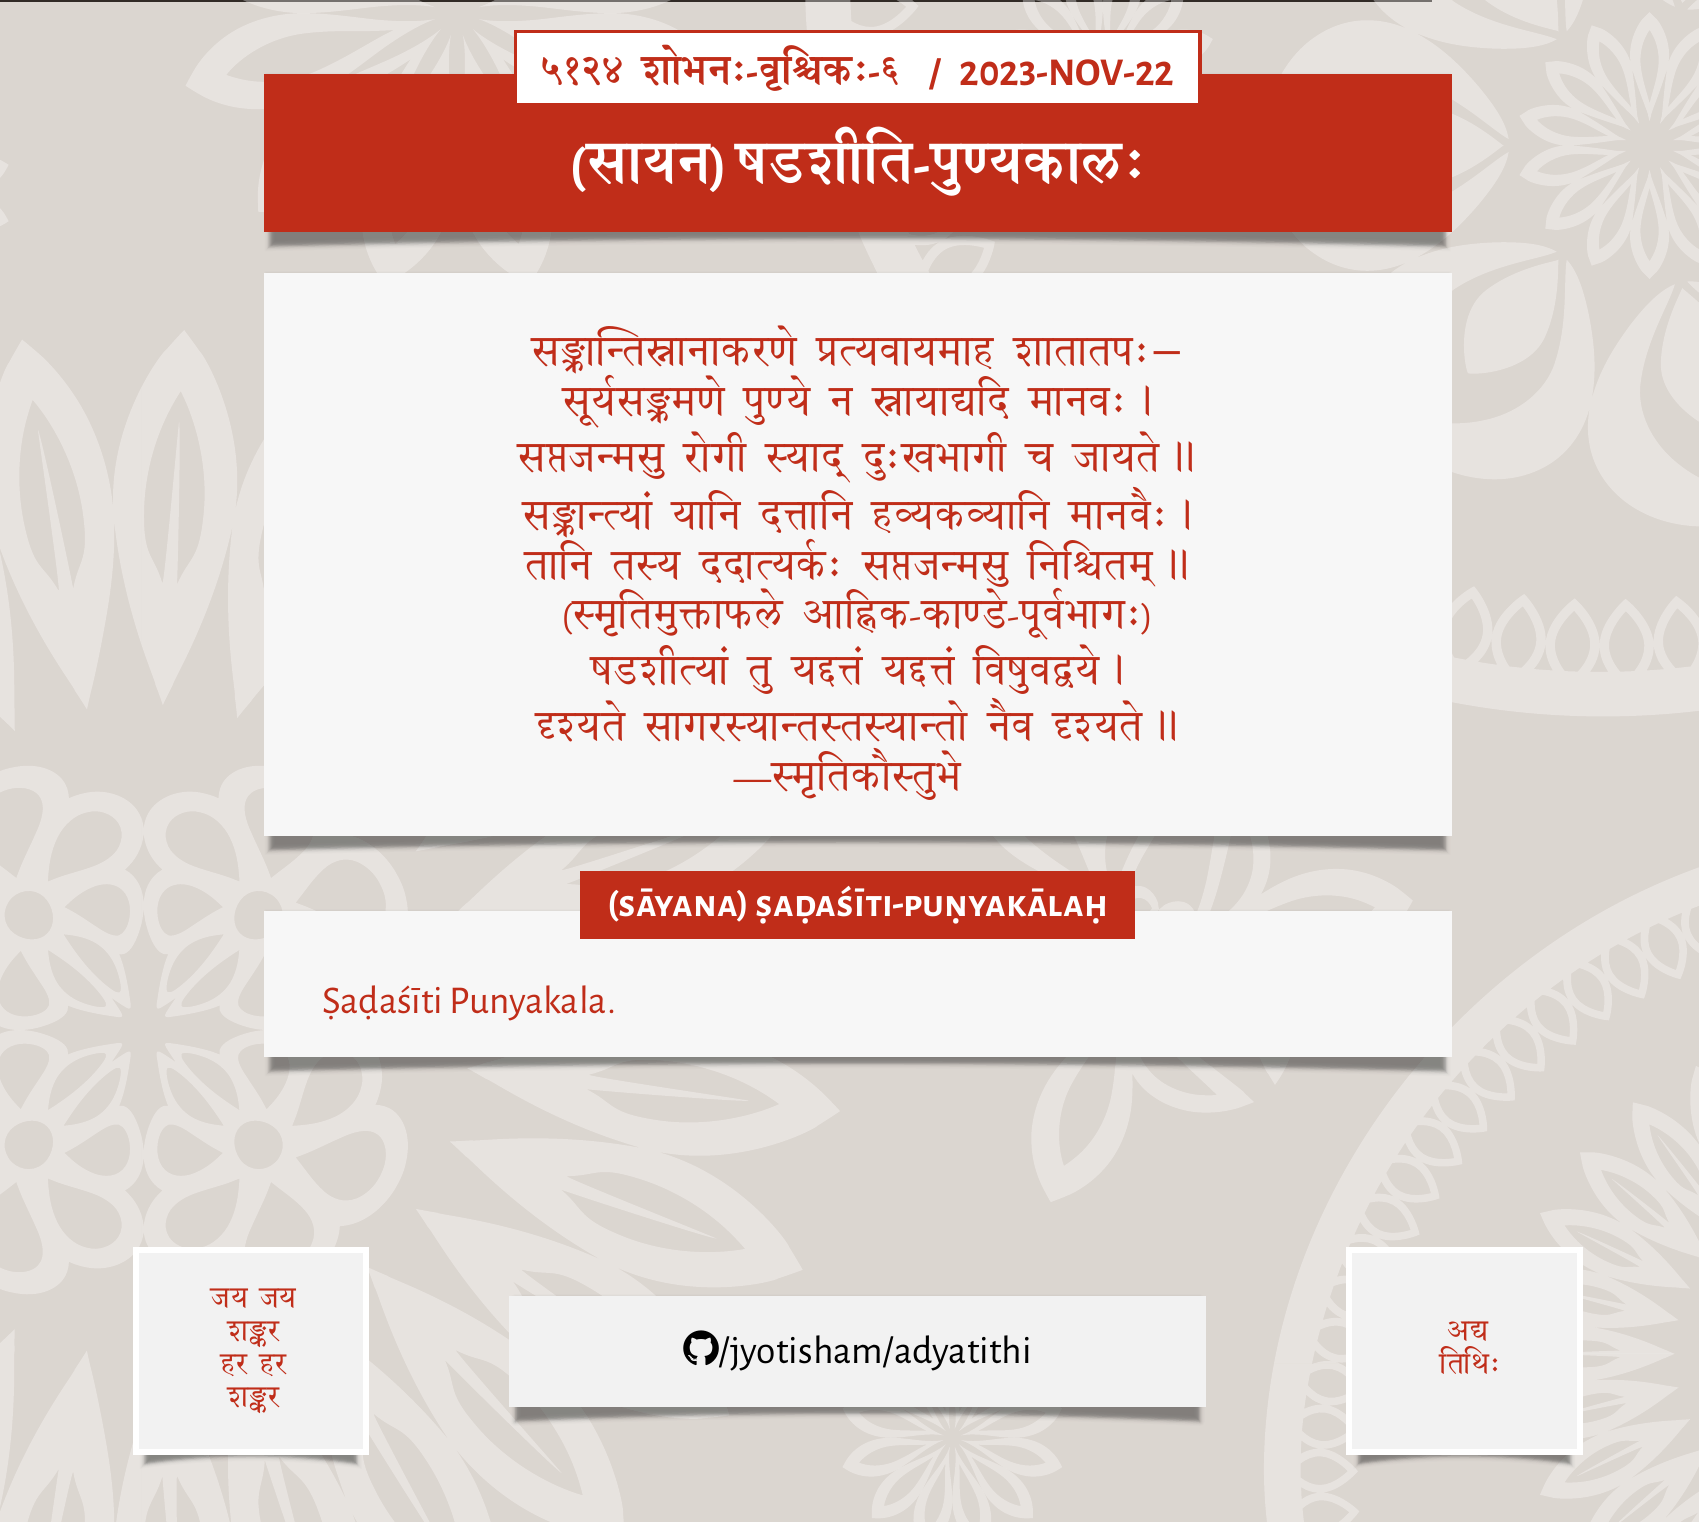 ५१२४ शोभनः-वृश्चिकः-६ / 2023-NOV-22
(सायन) षडशीति-पुण्यकालः
सङ्क्रान्तिस्नानाकरणे प्रत्यवायमाह शातातपः—
सूर्यसङ्क्रमणे पुण्ये न स्नायाद्यदि मानवः ।
सप्तजन्मसु रोगी स्याद् दुःखभागी च जायते ॥
सङ्क्रान्त्यां यानि दत्तानि हव्यकव्यानि मानवैः ।
तानि तस्य ददात्यर्कः सप्तजन्मसु निश्चितम् ॥
(स्मृतिमुक्ताफले आह्निक-काण्डे-पूर्वभागः)
षडशीत्यां तु यद्दत्तं यद्दत्तं विषुवद्वये ।
दृश्यते सागरस्यान्तस्तस्यान्तो नैव दृश्यते ॥
—स्मृतिकौस्तुभे
(SĀYANA) ṢAḌAŚĪTI-PUṆYAKĀLAḤ
Ṣaḍaśīti Punyakala.
जय जय
शङ्कर
हर हर
शङ्कर
/jyotisham/adyatithi
अद्य
तिथिः